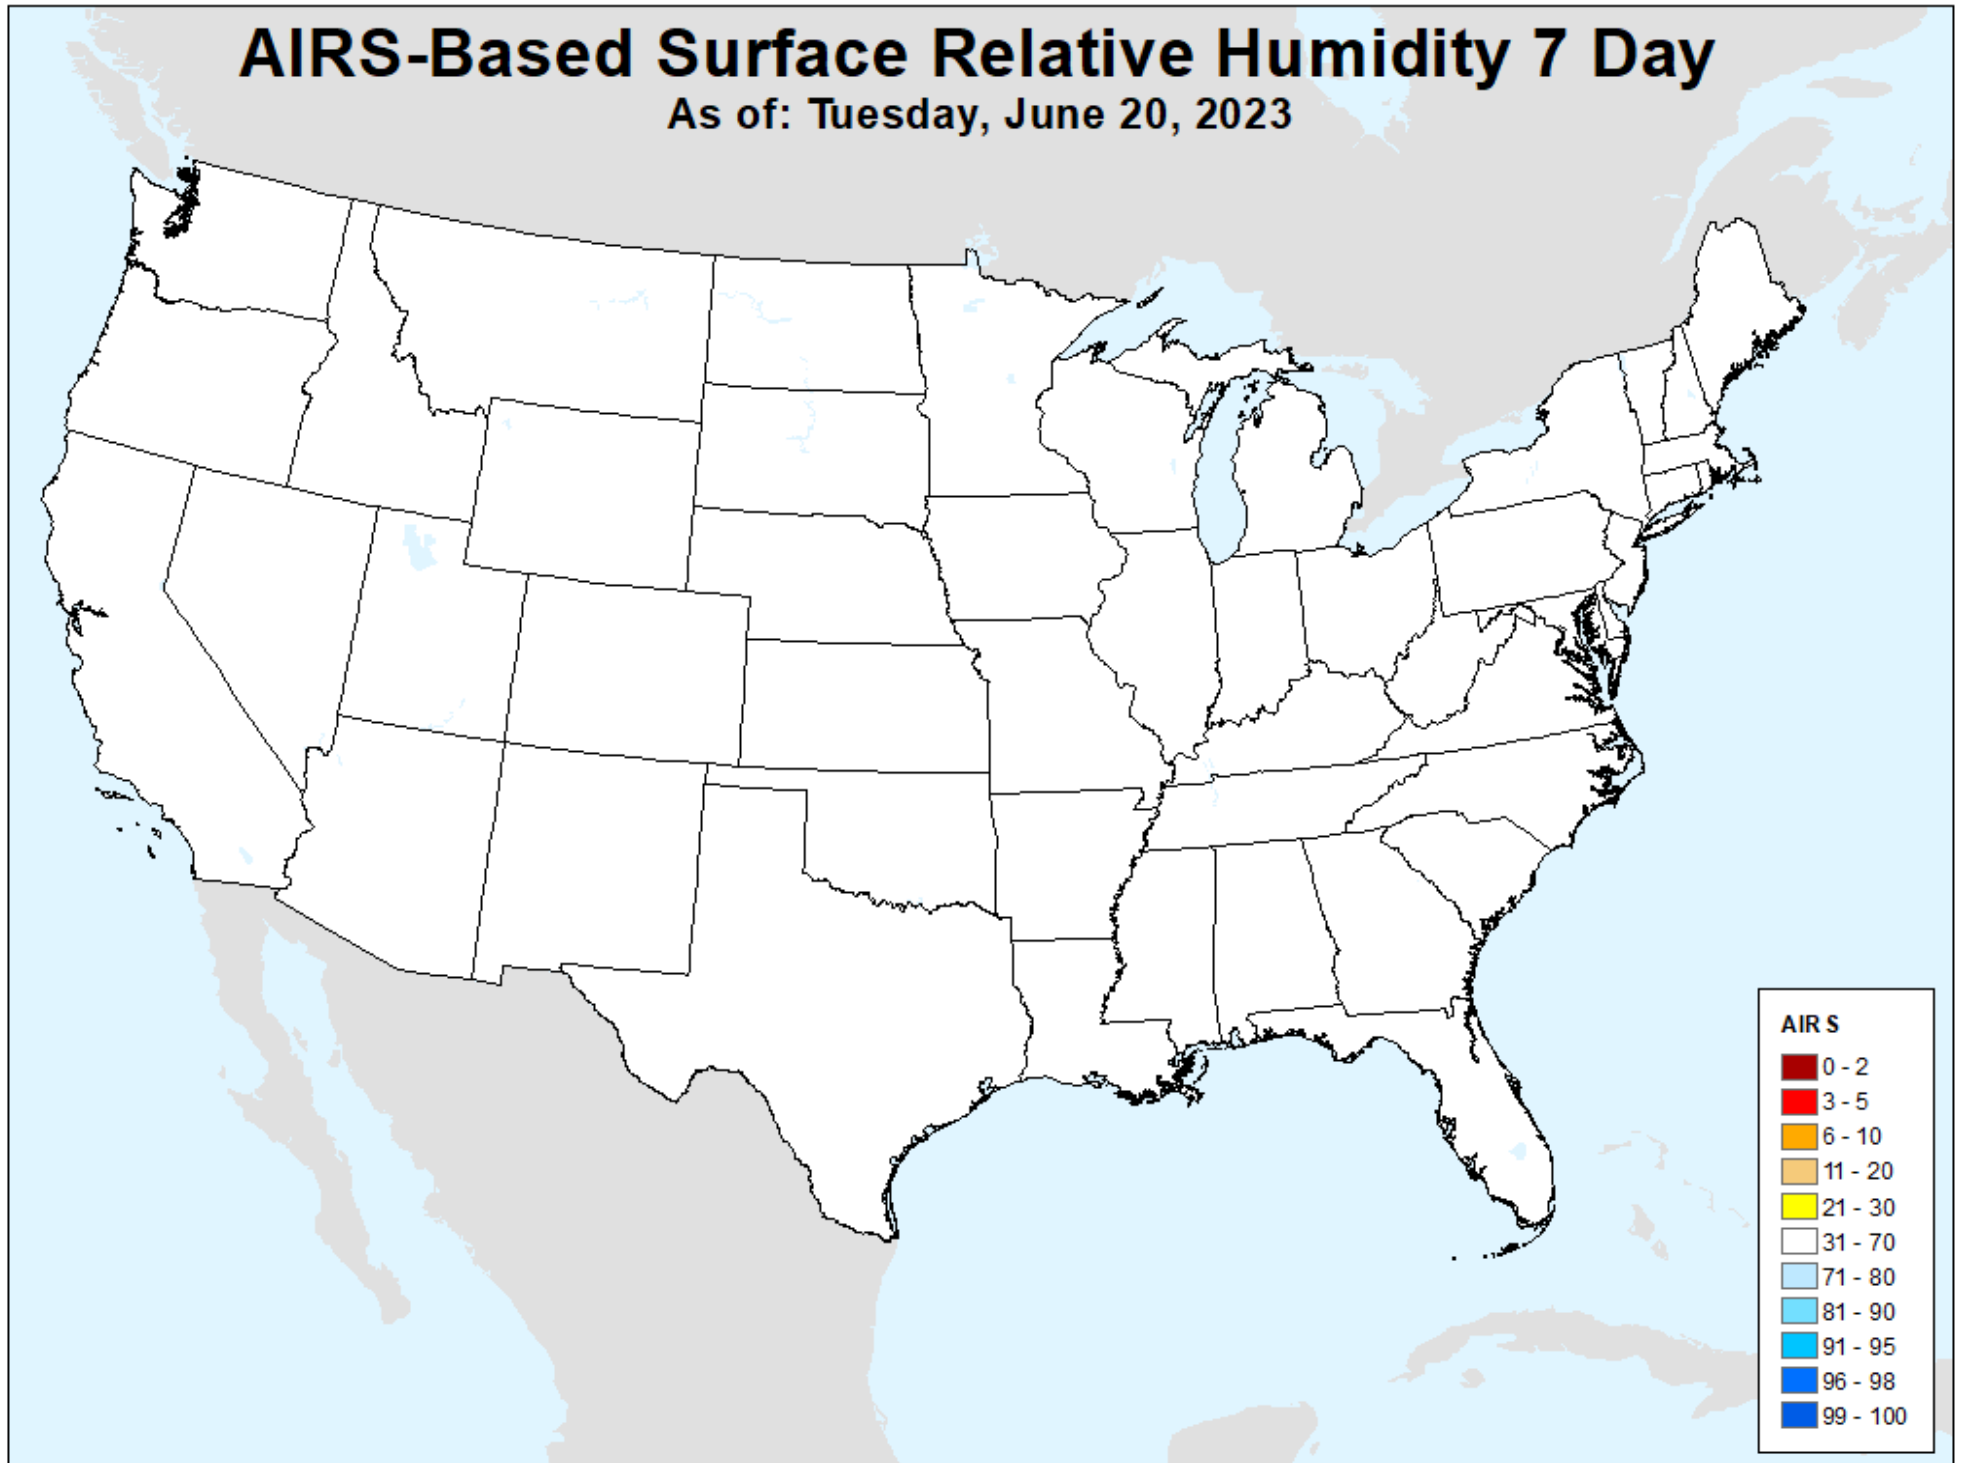 AIRS-Based Surface Relative Humidity 7 Day
As of: Tuesday, June 20, 2023
AIRS
0 - 2
3 - 5
6 - 10
11 - 20
21 - 30
31 - 70
71 - 80
81 - 90
91 - 95
96 - 98
99 - 100